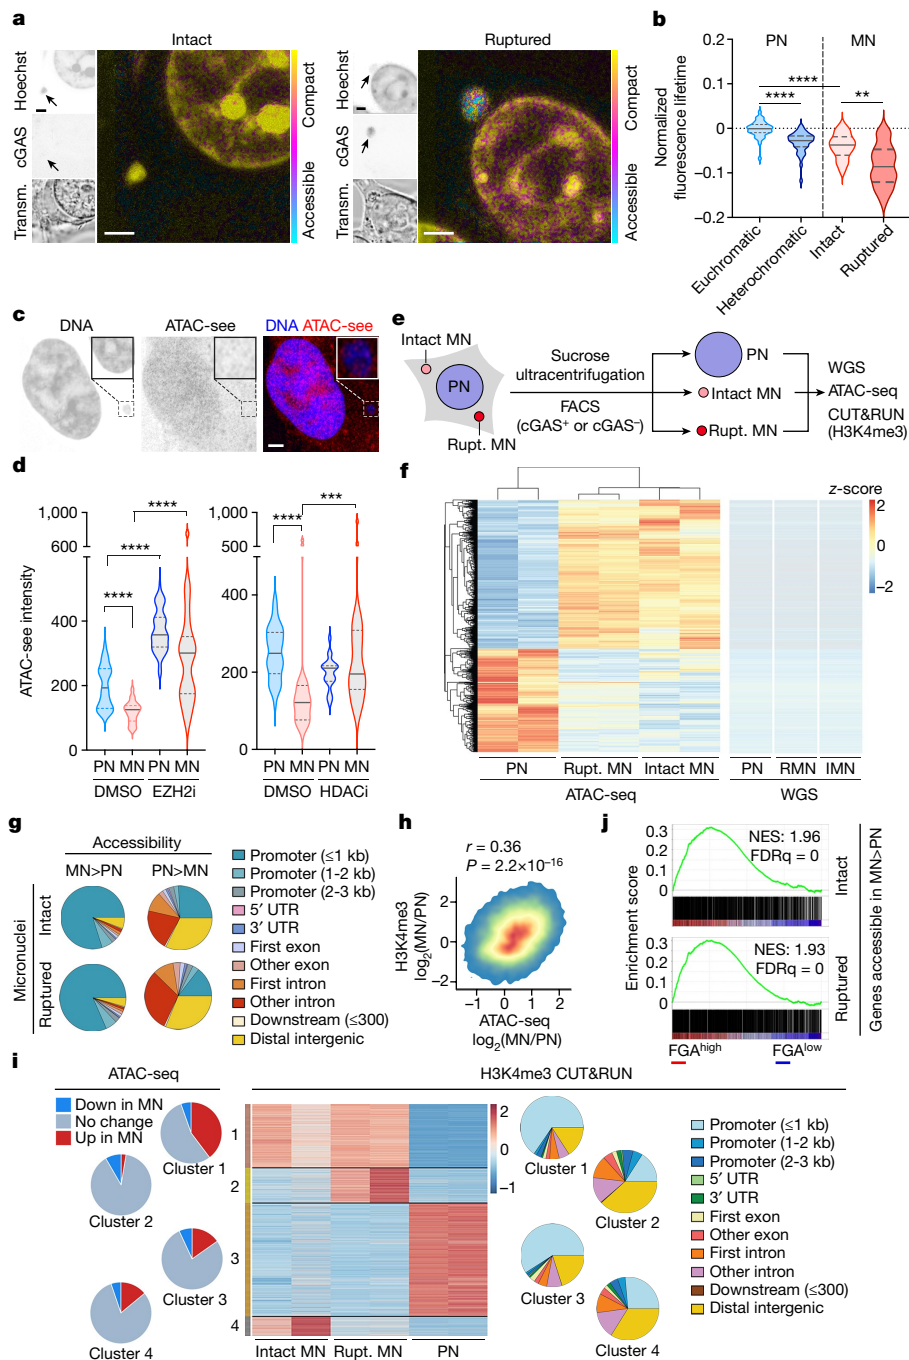 a
Intact
Hoechst
cGAS
Transm.
Compact
Accessible
Ruptured
Hoechst
cGAS
Transm.
Compact
Accessible
b
PN
MN
Normalized
fluorescence lifetime
0.2
0.1
0
−0.1
−0.2
****
****
**
Euchromatic
Heterochromatic
Intact
Ruptured
c
DNA
ATAC-see
DNA ATAC-see
e
Intact MN
PN
Rupt. MN
Sucrose
ultracentrifugation
FACS
(cGAS⁺ or cGAS⁻)
PN
Intact MN
Rupt. MN
WGS
ATAC-seq
CUT&RUN
(H3K4me3)
d
ATAC-see intensity
1,000
600
400
200
0
****
****
****
PN MN PN MN
DMSO EZH2i
1,000
500
400
200
0
****
***
PN MN PN MN
DMSO HDACi
f
z-score
2
0
−2
PN Rupt. MN Intact MN
ATAC-seq
PN RMN IMN
WGS
g
Accessibility
MN>PN PN>MN
Micronuclei
Intact
Ruptured
Promoter (≤1 kb)
Promoter (1-2 kb)
Promoter (2-3 kb)
5′ UTR
3′ UTR
First exon
Other exon
First intron
Other intron
Downstream (≤300)
Distal intergenic
h
r = 0.36
P = 2.2×10⁻¹⁶
H3K4me3
log₂(MN/PN)
2
0
−2
−1 0 1 2
ATAC-seq
log₂(MN/PN)
j
Enrichment score
0.3
0.2
0.1
0
NES: 1.96
FDRq = 0
Intact
0.3
0.2
0.1
0
NES: 1.93
FDRq = 0
Ruptured
Genes accessible in MN>PN
FGAhigh
FGAlow
i
ATAC-seq
Down in MN
No change
Up in MN
Cluster 1
Cluster 2
Cluster 3
Cluster 4
H3K4me3 CUT&RUN
1
2
3
4
2
1
0
−1
Intact MN Rupt. MN PN
Cluster 1
Cluster 2
Cluster 3
Cluster 4
Promoter (≤1 kb)
Promoter (1-2 kb)
Promoter (2-3 kb)
5′ UTR
3′ UTR
First exon
Other exon
First intron
Other intron
Downstream (≤300)
Distal intergenic